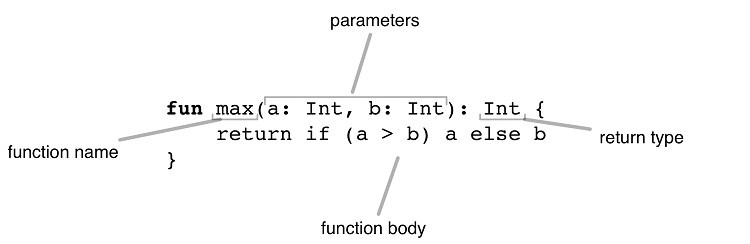 parameters
fun max(a: Int, b: Int): Int {
return if (a > b) a else b
}
function name
return type
function body